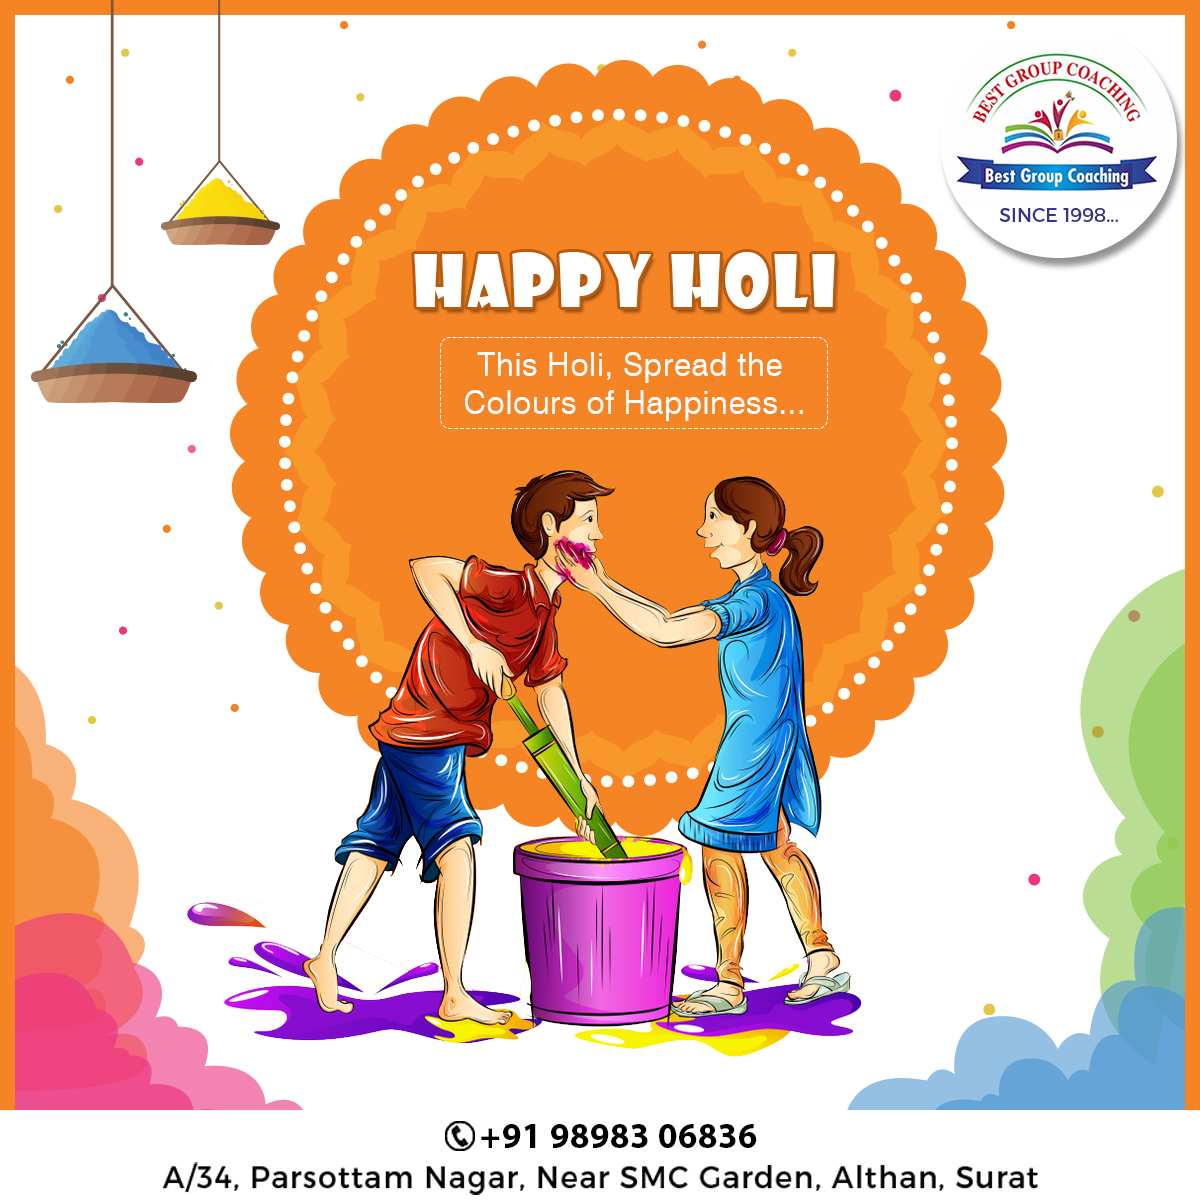 BEST GROUP COACHING
1
Best Group Coaching
SINCE 1998...
HAPPY HOLI
This Holi, Spread the
Colours of Happiness...
+91 98983 06836
A/34, Parsottam Nagar, Near SMC Garden, Althan, Surat